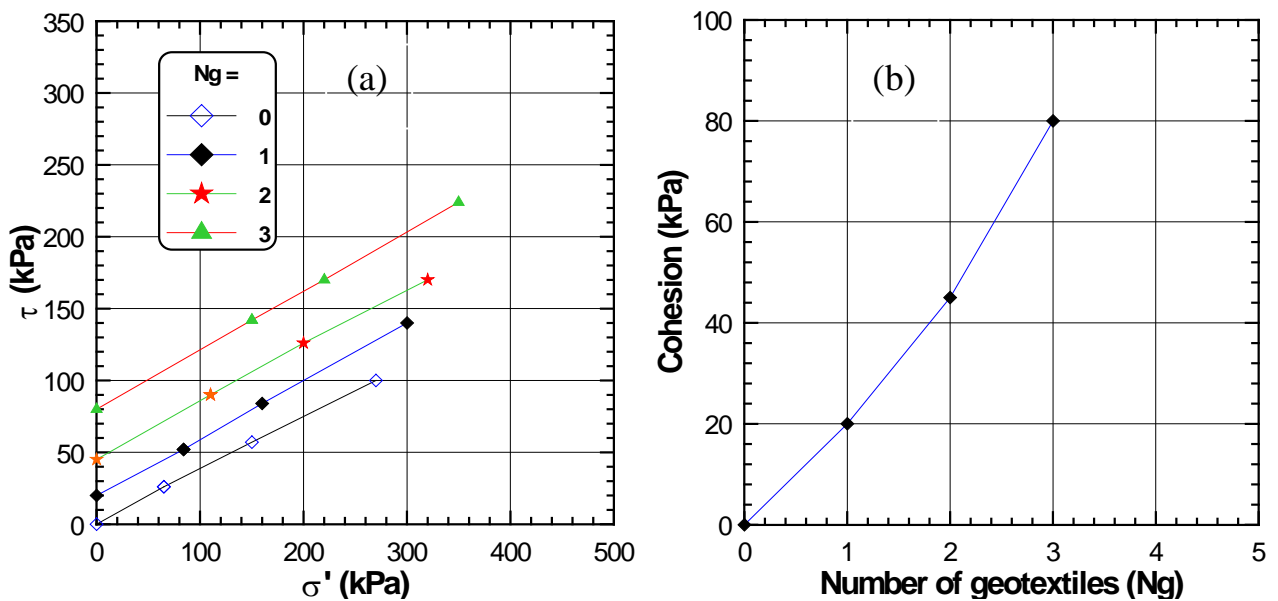 (a)
Ng =
0
1
2
3
350
300
250
200
150
100
50
0
τ (kPa)
0 100 200 300 400 500
σ' (kPa)
(b)
100
80
60
40
20
0
Cohesion (kPa)
0 1 2 3 4 5
Number of geotextiles (Ng)